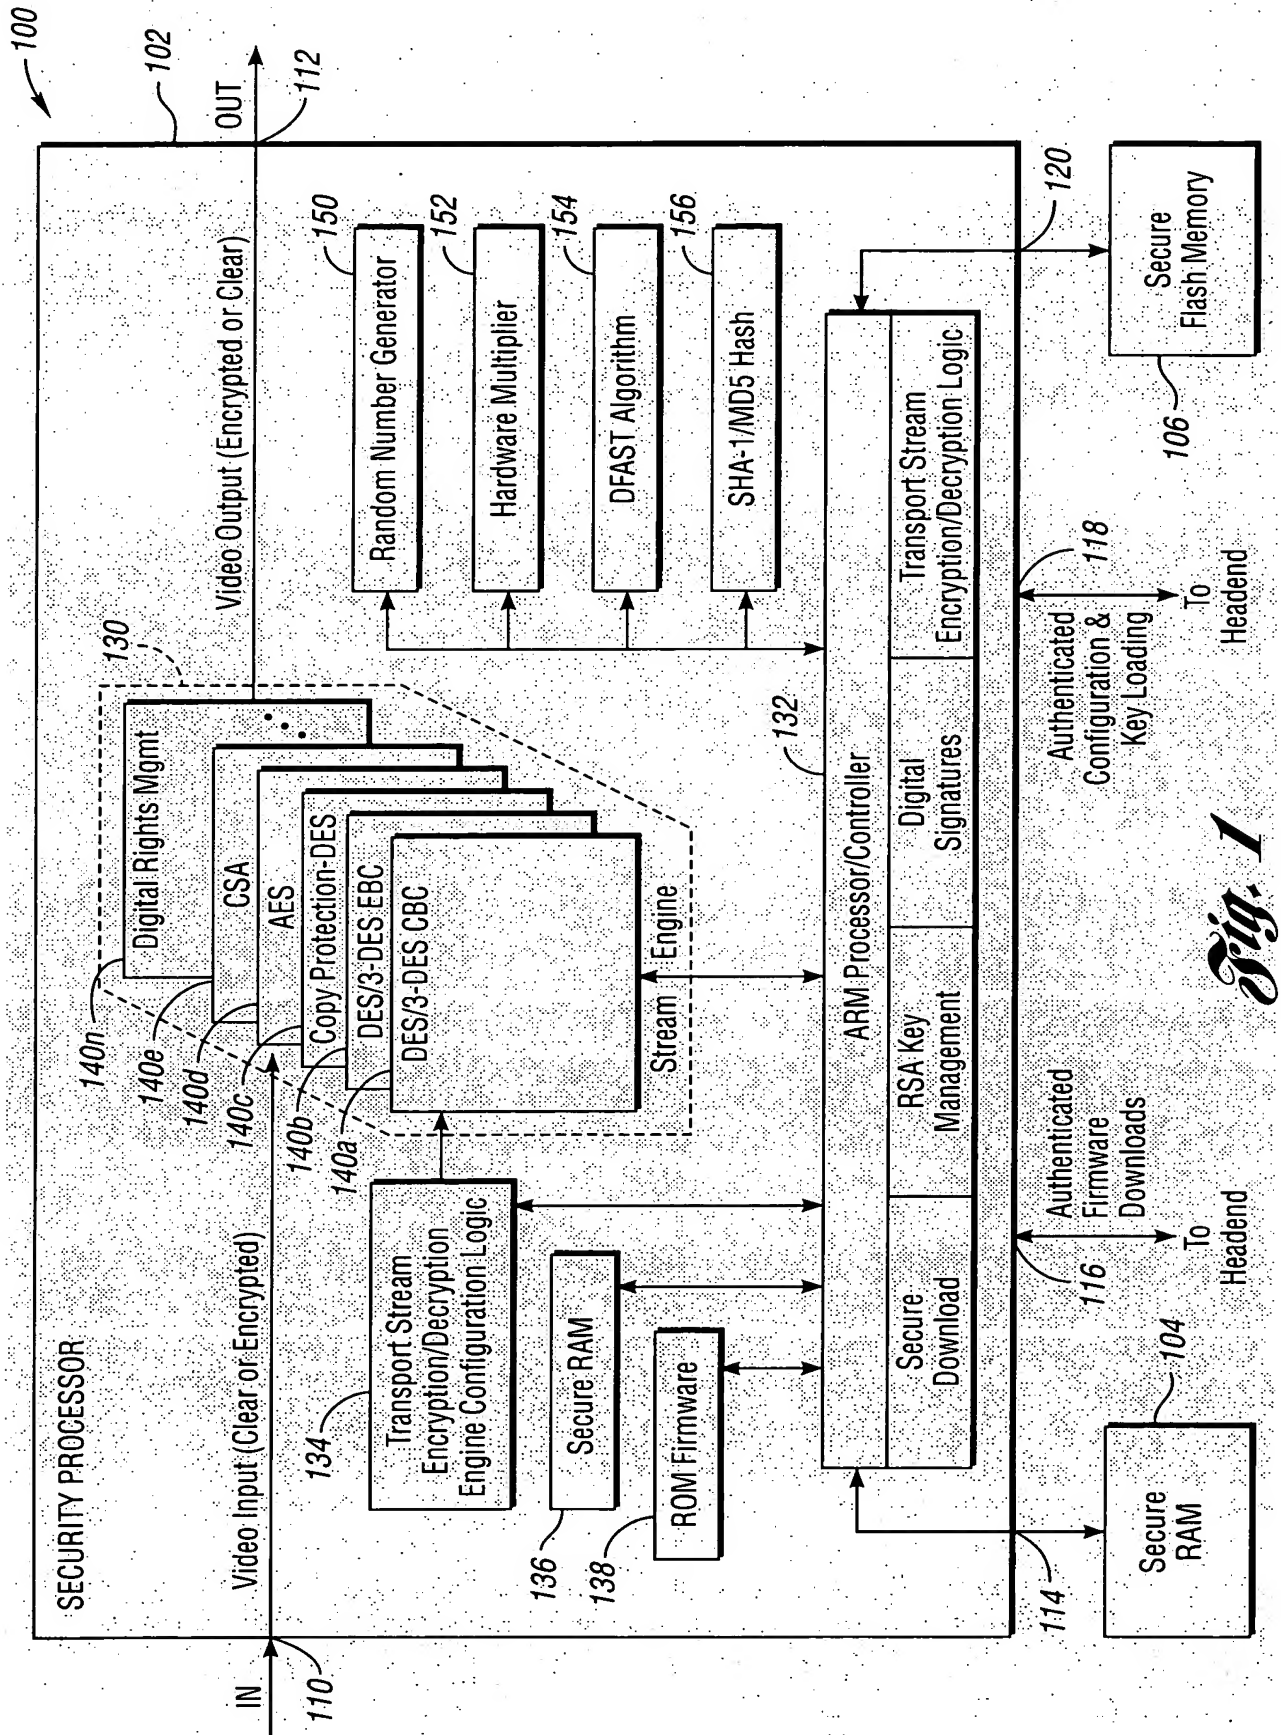 100
102
SECURITY PROCESSOR
IN
110
Video Input (Clear or Encrypted)
Video Output (Encrypted or Clear)
OUT
112
130
140n
Digital Rights Mgmt
140e
CSA
140d
AES
140c
Copy Protection-DES
140b
DES/3-DES EBC
140a
DES/3-DES CBC
Stream Engine
134
Transport Stream
Encryption/Decryption
Engine Configuration Logic
136
Secure RAM
138
ROM Firmware
150
Random Number Generator
152
Hardware Multiplier
154
DFAST Algorithm
156
SHA-1/MD5 Hash
132
ARM Processor/Controller
Secure
Download
RSA Key
Management
Digital
Signatures
Transport Stream
Encryption/Decryption Logic
114
116
118
120
104
Secure
RAM
Authenticated
Firmware
Downloads
To
Headend
Authenticated
Configuration &
Key Loading
To
Headend
106
Secure
Flash Memory
Fig. 1